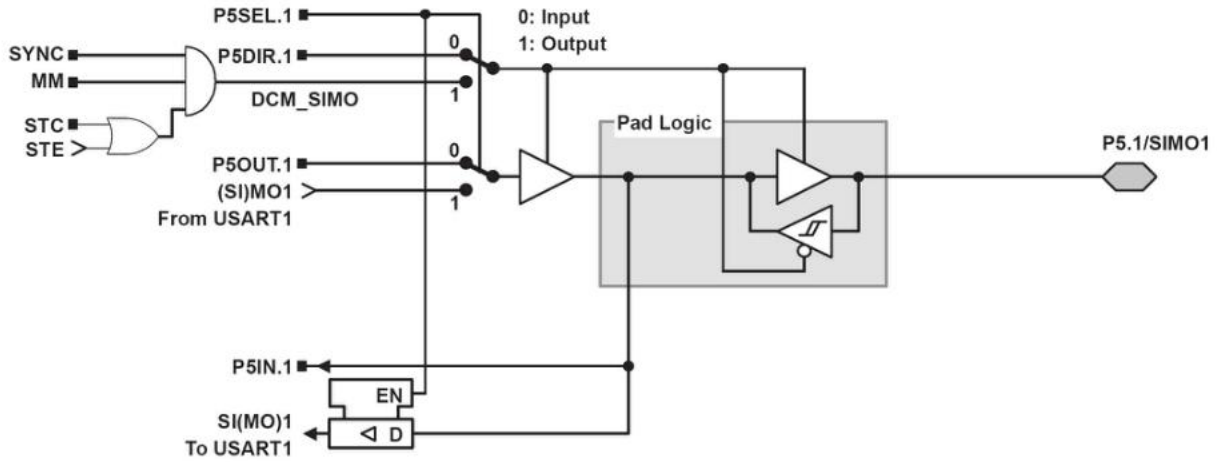 P5SEL.1
0: Input
1: Output
SYNC
P5DIR.1
0
MM
1
DCM_SIMO
STC
STE
Pad Logic
P5.1/SIMO1
P5OUT.1
0
(SI)MO1
1
From USART1
P5IN.1
EN
SI(MO)1
D
To USART1